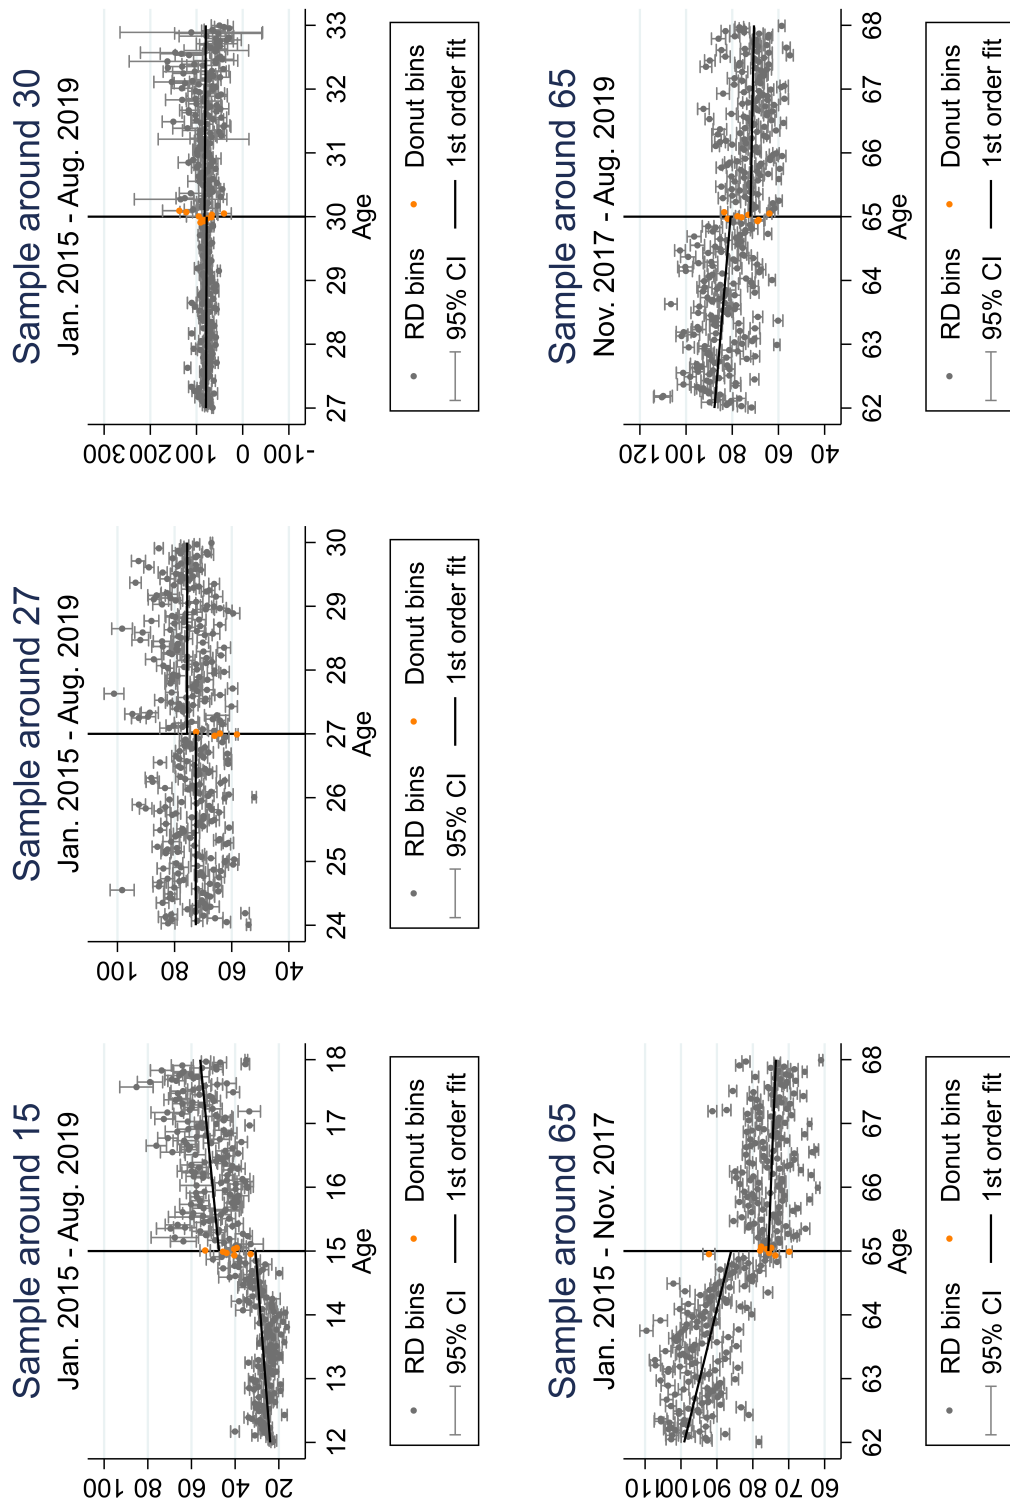 Sample around 15
Jan. 2015 - Aug. 2019
100
80
60
40
20
12 13 14 15 16 17 18
Age
RD bins Donut bins
95% CI 1st order fit
Sample around 27
Jan. 2015 - Aug. 2019
100
80
60
40
24 25 26 27 28 29 30
Age
RD bins Donut bins
95% CI 1st order fit
Sample around 30
Jan. 2015 - Aug. 2019
300
200
100
0
-100
27 28 29 30 31 32 33
Age
RD bins Donut bins
95% CI 1st order fit
Sample around 65
Jan. 2015 - Nov. 2017
110
100
90
80
70
60
62 63 64 65 66 67 68
Age
RD bins Donut bins
95% CI 1st order fit
Sample around 65
Nov. 2017 - Aug. 2019
120
100
80
60
40
62 63 64 65 66 67 68
Age
RD bins Donut bins
95% CI 1st order fit